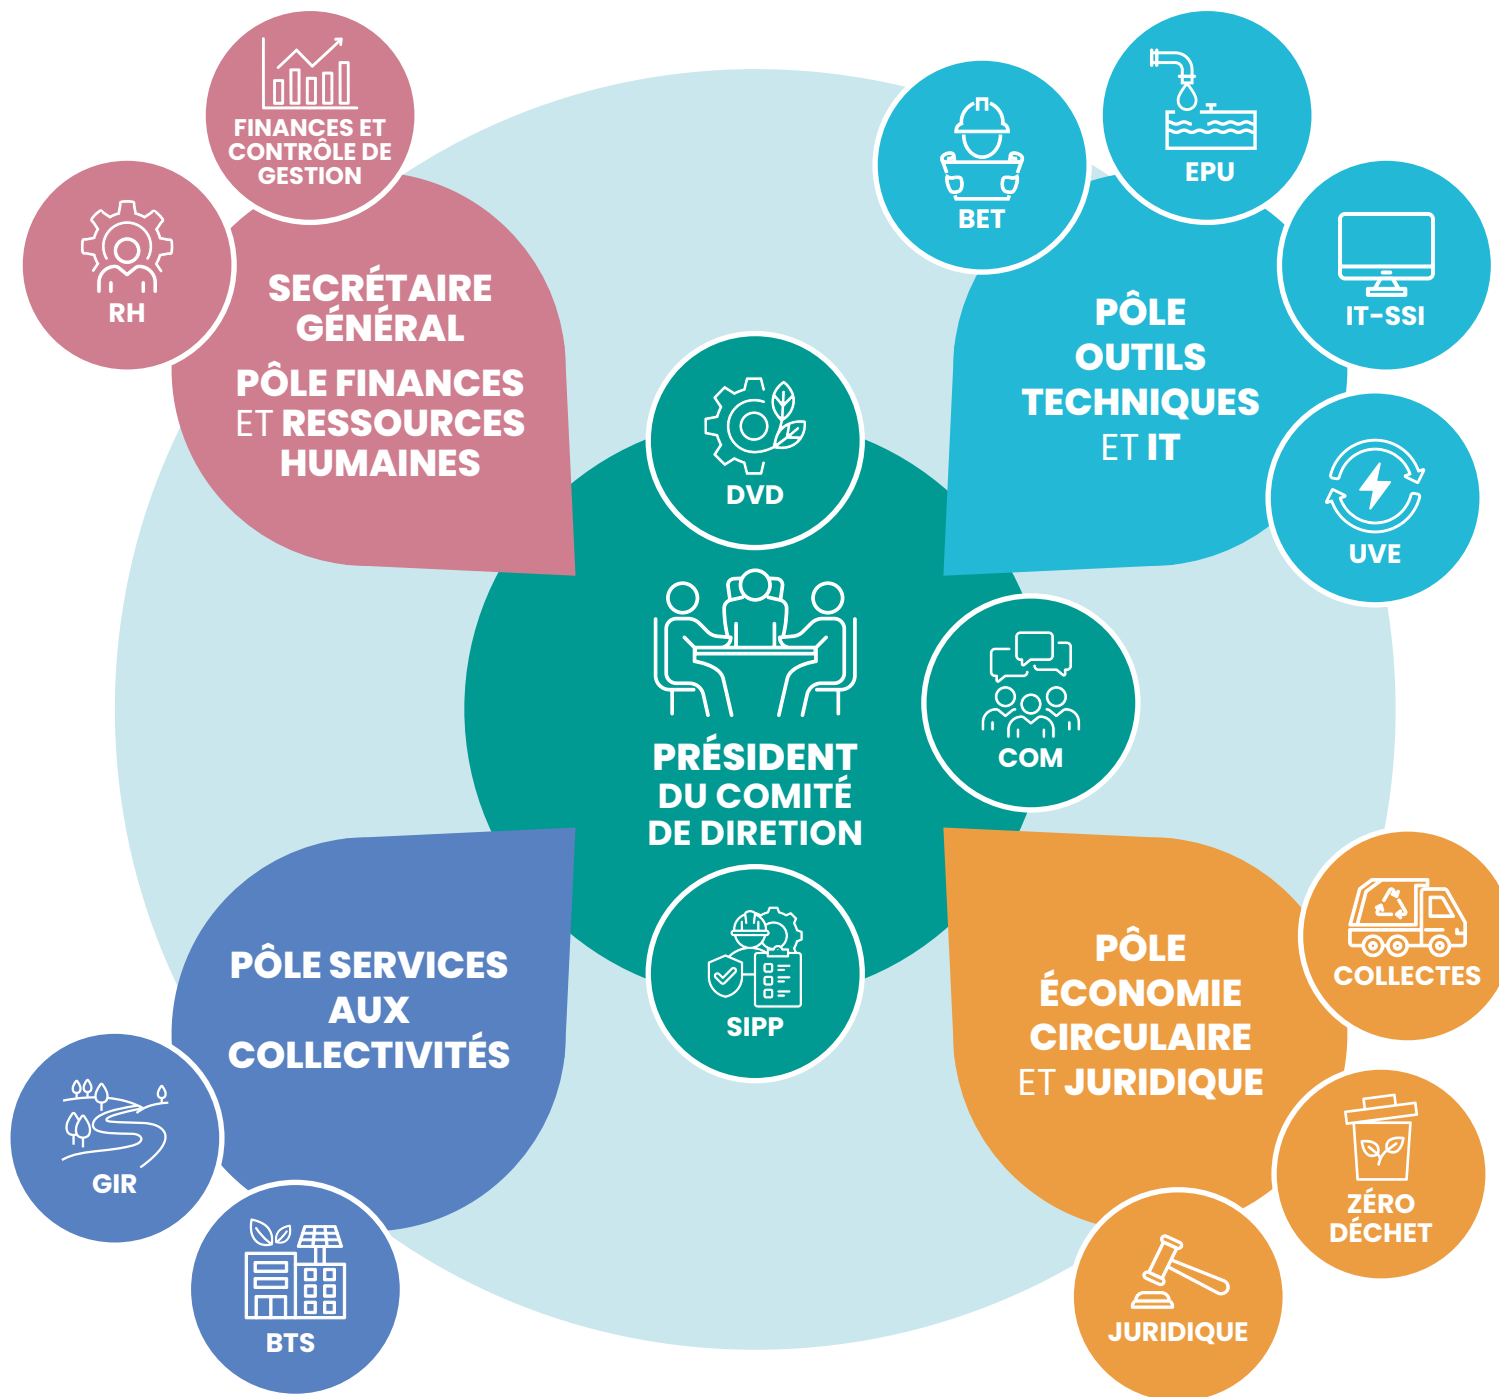 FINANCES ET
CONTRÔLE DE
GESTION
RH
SECRÉTAIRE
GÉNÉRAL
PÔLE FINANCES
ET RESSOURCES
HUMAINES
BET
EPU
IT-SSI
UVE
PÔLE
OUTILS
TECHNIQUES
ET IT
DVD
PRÉSIDENT
DU COMITÉ
DE DIRETION
COM
SIPP
PÔLE SERVICES
AUX
COLLECTIVITÉS
GIR
BTS
PÔLE
ÉCONOMIE
CIRCULAIRE
ET JURIDIQUE
COLLECTES
ZÉRO
DÉCHET
JURIDIQUE